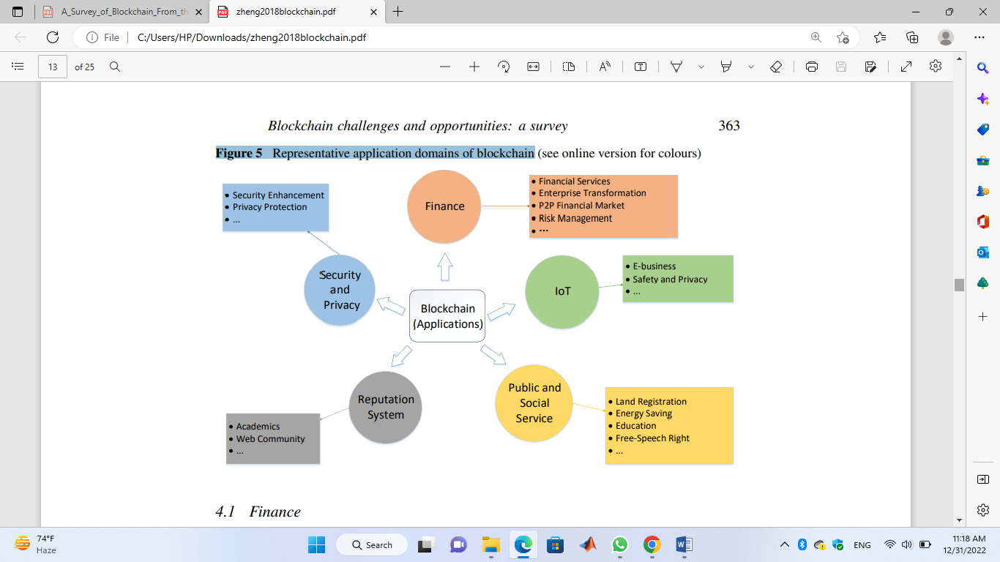 A_Survey_of_Blockchain_From_th
zheng2018blockchain.pdf
File
C:/Users/HP/Downloads/zheng2018blockchain.pdf
13 of 25
Blockchain challenges and opportunities: a survey 363
Figure 5 Representative application domains of blockchain (see online version for colours)
• Security Enhancement
• Privacy Protection
• ...
Finance
• Financial Services
• Enterprise Transformation
• P2P Financial Market
• Risk Management
• ...
Security
and
Privacy
Blockchain
(Applications)
IoT
• E-business
• Safety and Privacy
• ...
Reputation
System
• Academics
• Web Community
• ...
Public and
Social
Service
• Land Registration
• Energy Saving
• Education
• Free-Speech Right
• ...
4.1 Finance
74°F
Haze
Search
ENG
11:18 AM
12/31/2022